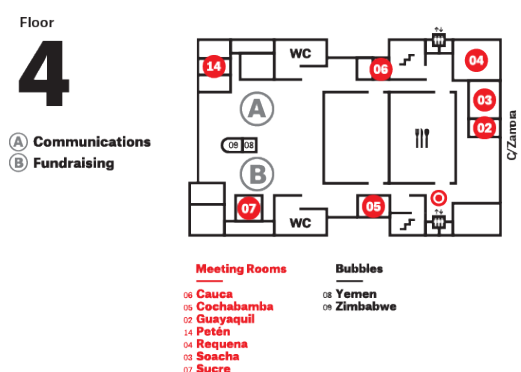 Floor
4
A Communications
B Fundraising
WC
14
06
04
03
02
A
09 08
B
07
05
WC
C/Zamora
Meeting Rooms
06 Cauca
05 Cochabamba
02 Guayaquil
14 Petén
04 Requena
03 Soacha
07 Sucre
Bubbles
08 Yemen
09 Zimbabwe